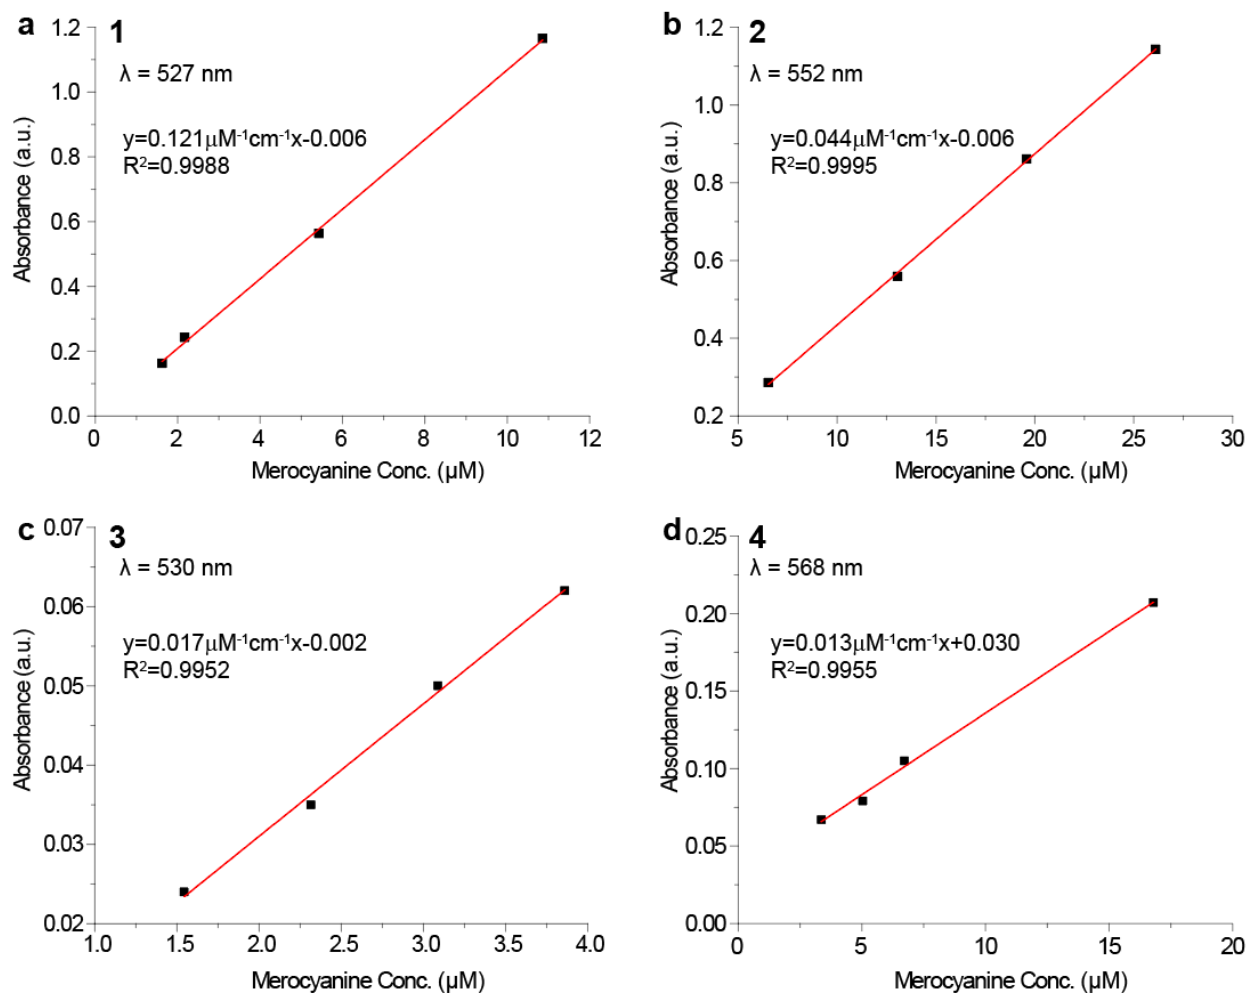 a 1
λ = 527 nm
y=0.121μM⁻¹cm⁻¹x-0.006
R²=0.9988
Absorbance (a.u.)
1.2
1.0
0.8
0.6
0.4
0.2
0.0
0 2 4 6 8 10 12
Merocyanine Conc. (μM)
b 2
λ = 552 nm
y=0.044μM⁻¹cm⁻¹x-0.006
R²=0.9995
Absorbance (a.u.)
1.2
1.0
0.8
0.6
0.4
0.2
5 10 15 20 25 30
Merocyanine Conc. (μM)
c 3
λ = 530 nm
y=0.017μM⁻¹cm⁻¹x-0.002
R²=0.9952
Absorbance (a.u.)
0.07
0.06
0.05
0.04
0.03
0.02
1.0 1.5 2.0 2.5 3.0 3.5 4.0
Merocyanine Conc. (μM)
d 4
λ = 568 nm
y=0.013μM⁻¹cm⁻¹x+0.030
R²=0.9955
Absorbance (a.u.)
0.25
0.20
0.15
0.10
0.05
0.00
0 5 10 15 20
Merocyanine Conc. (μM)